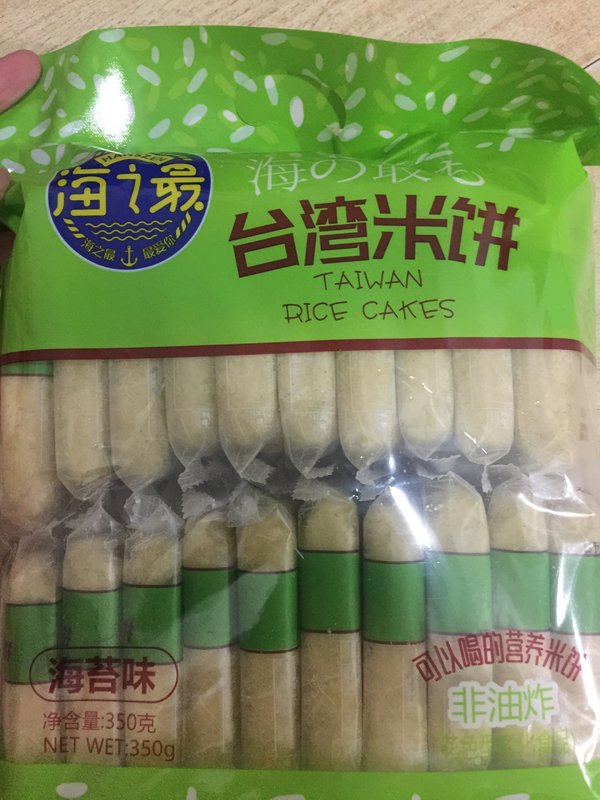 海之最
海之最 最爱你
海の最宅
台湾米饼
TAIWAN
RICE CAKES
海苔味
净含量:350克
NET WET:350g
可以喝的营养米饼
非油炸